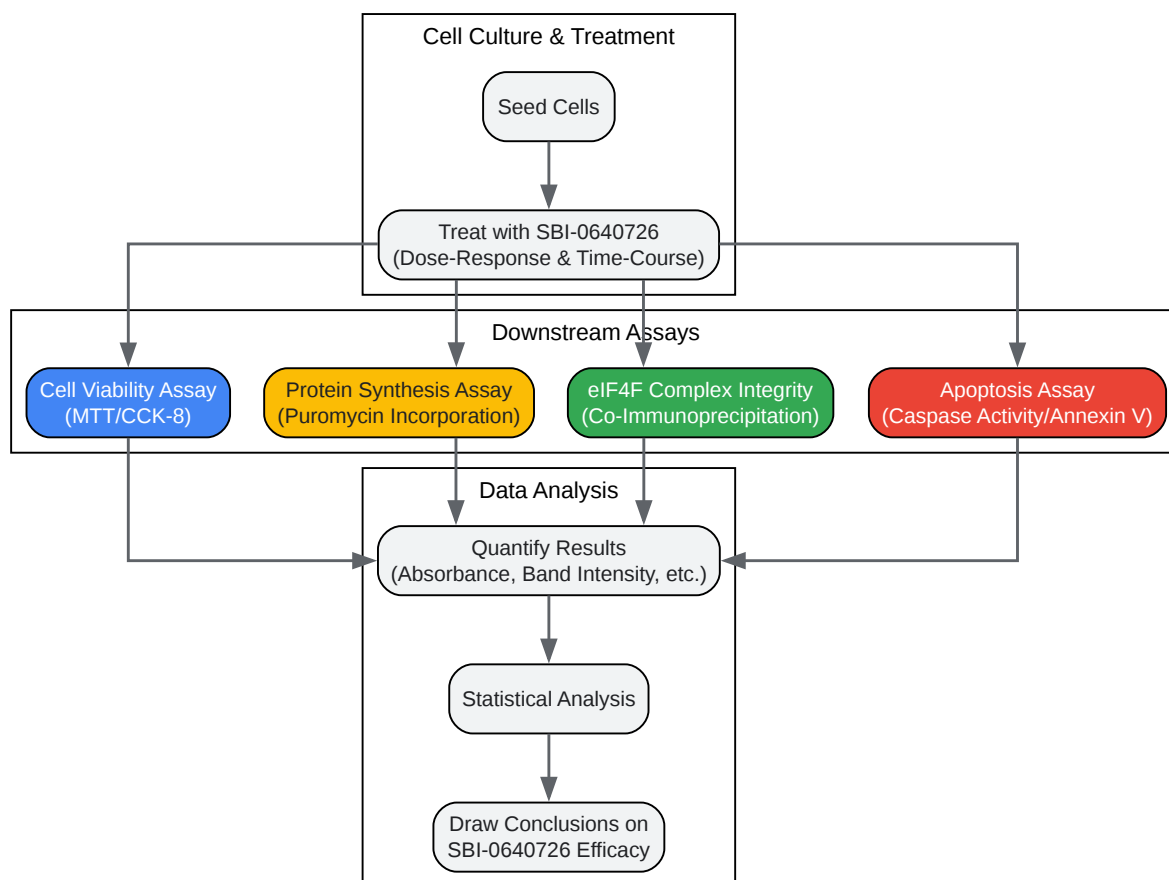 Cell Culture & Treatment
Seed Cells
Treat with SBI-0640726
(Dose-Response & Time-Course)
Downstream Assays
Cell Viability Assay
(MTT/CCK-8)
Protein Synthesis Assay
(Puromycin Incorporation)
eIF4F Complex Integrity
(Co-Immunoprecipitation)
Apoptosis Assay
(Caspase Activity/Annexin V)
Data Analysis
Quantify Results
(Absorbance, Band Intensity, etc.)
Statistical Analysis
Draw Conclusions on
SBI-0640726 Efficacy